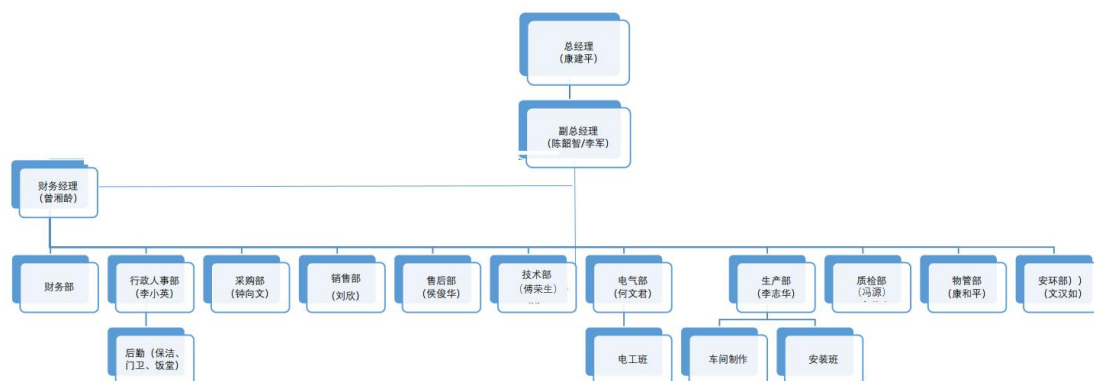 总经理
(康建平)
副总经理
(陈韶智/李军)
财务经理
(曾湘龄)
财务部
行政人事部
(李小英)
采购部
(钟向文)
销售部
(刘欣)
售后部
(侯俊华)
技术部
(傅荣生)
电气部
(何文君)
生产部
(李志华)
质检部
(冯源)
物管部
(康和平)
安环部))
(文汉如)
后勤（保洁、
门卫、饭堂）
电工班
车间制作
安装班